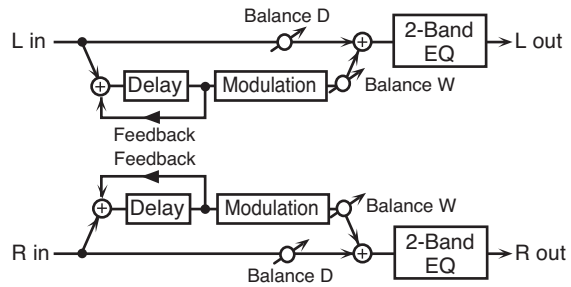 Balance D
L in
2-Band
EQ
L out
Delay
Modulation
Balance W
Feedback
Feedback
Delay
Modulation
Balance W
R in
Balance D
2-Band
EQ
R out